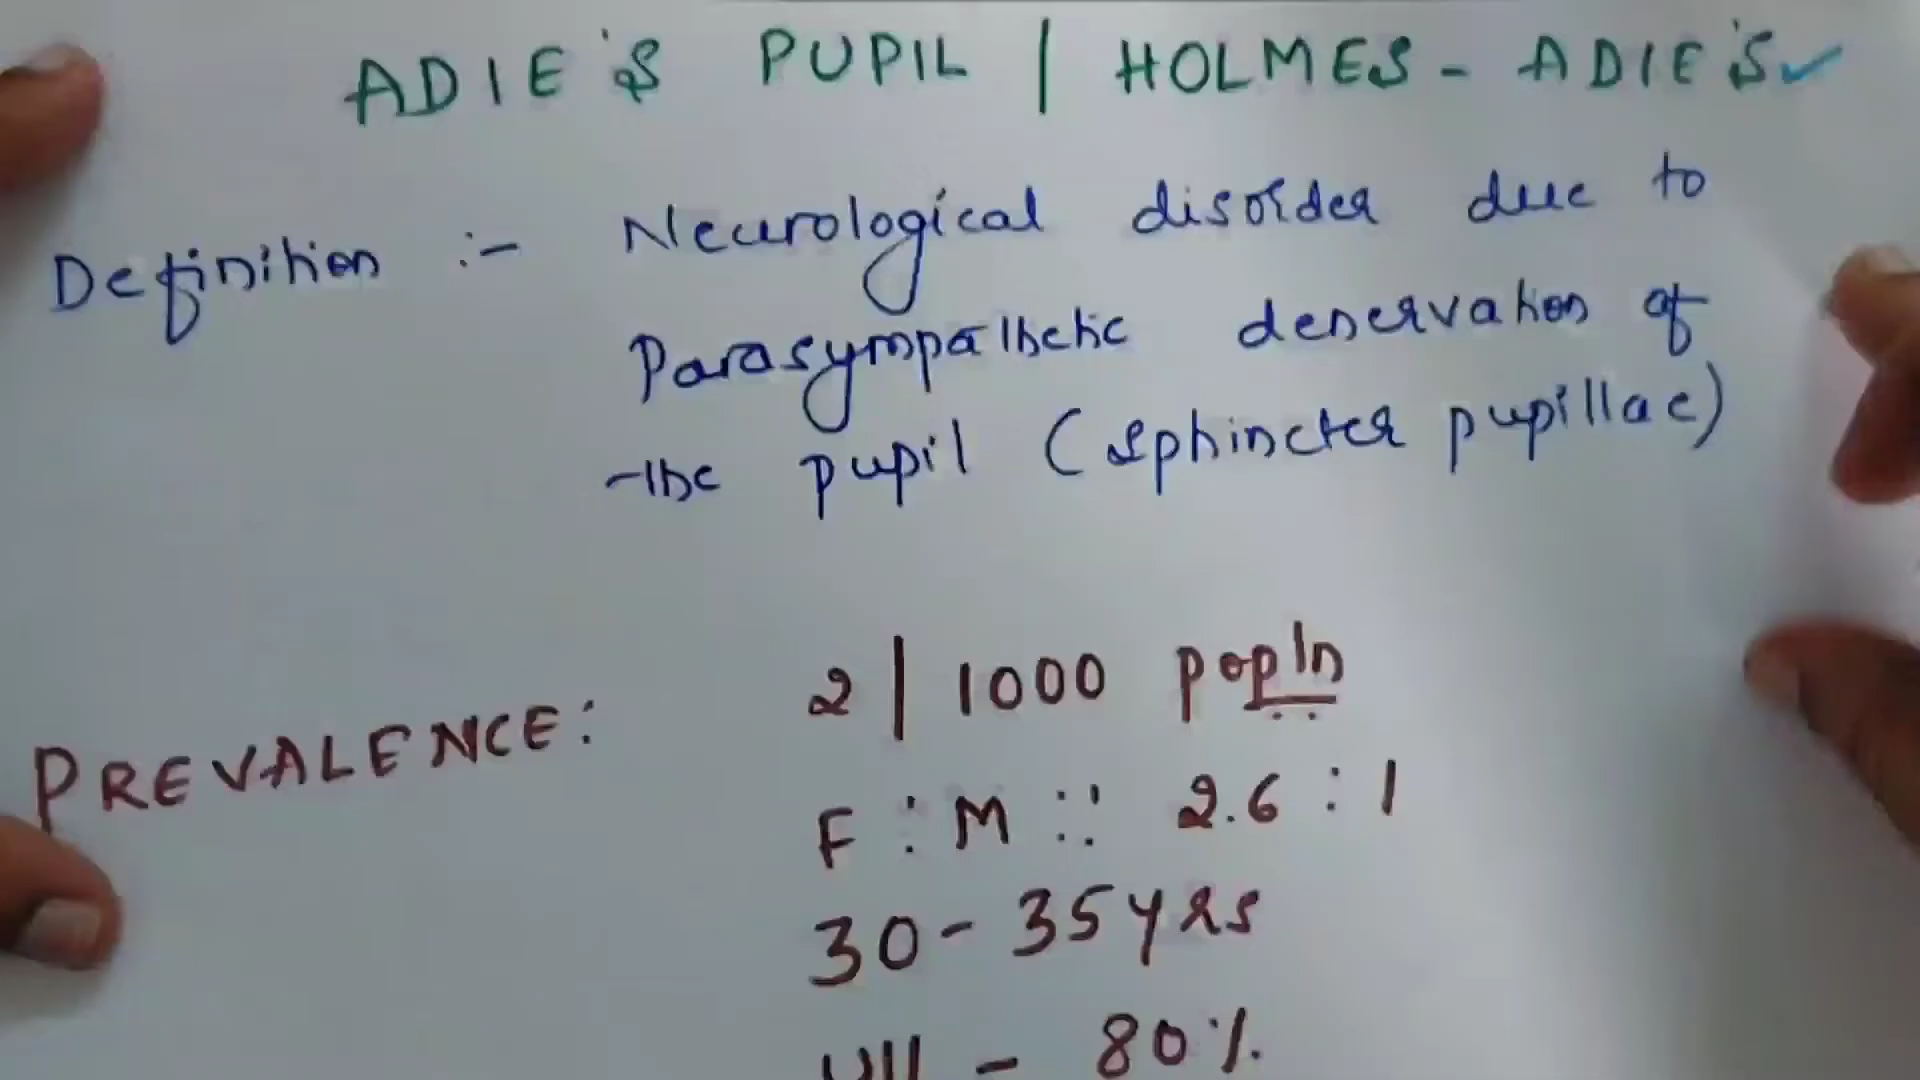 ADIE'S PUPIL | HOLMES - ADIE'S
Definition :- Neurological disorder due to
Parasympathetic denervation of
the pupil (sphincter pupillae)
PREVALENCE: 2 | 1000 popln
F : M :: 2.6 : 1
30 - 35 yrs
U/L - 80%